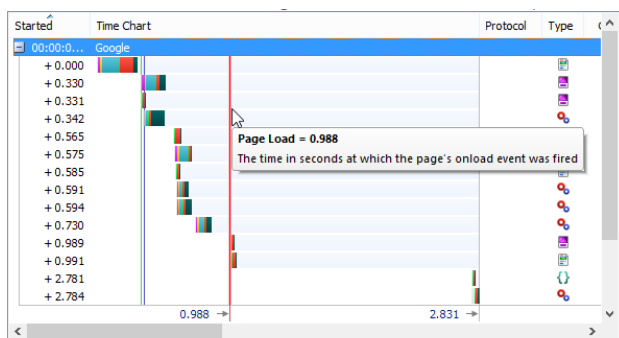 Started Time Chart Protocol Type
00:00:0... Google
+ 0.000
+ 0.330
+ 0.331
+ 0.342
+ 0.565
Page Load = 0.988
+ 0.575
The time in seconds at which the page's onload event was fired
+ 0.585
+ 0.591
+ 0.594
+ 0.730
+ 0.989
+ 0.991
+ 2.781 {}
+ 2.784
0.988 → 2.831 →